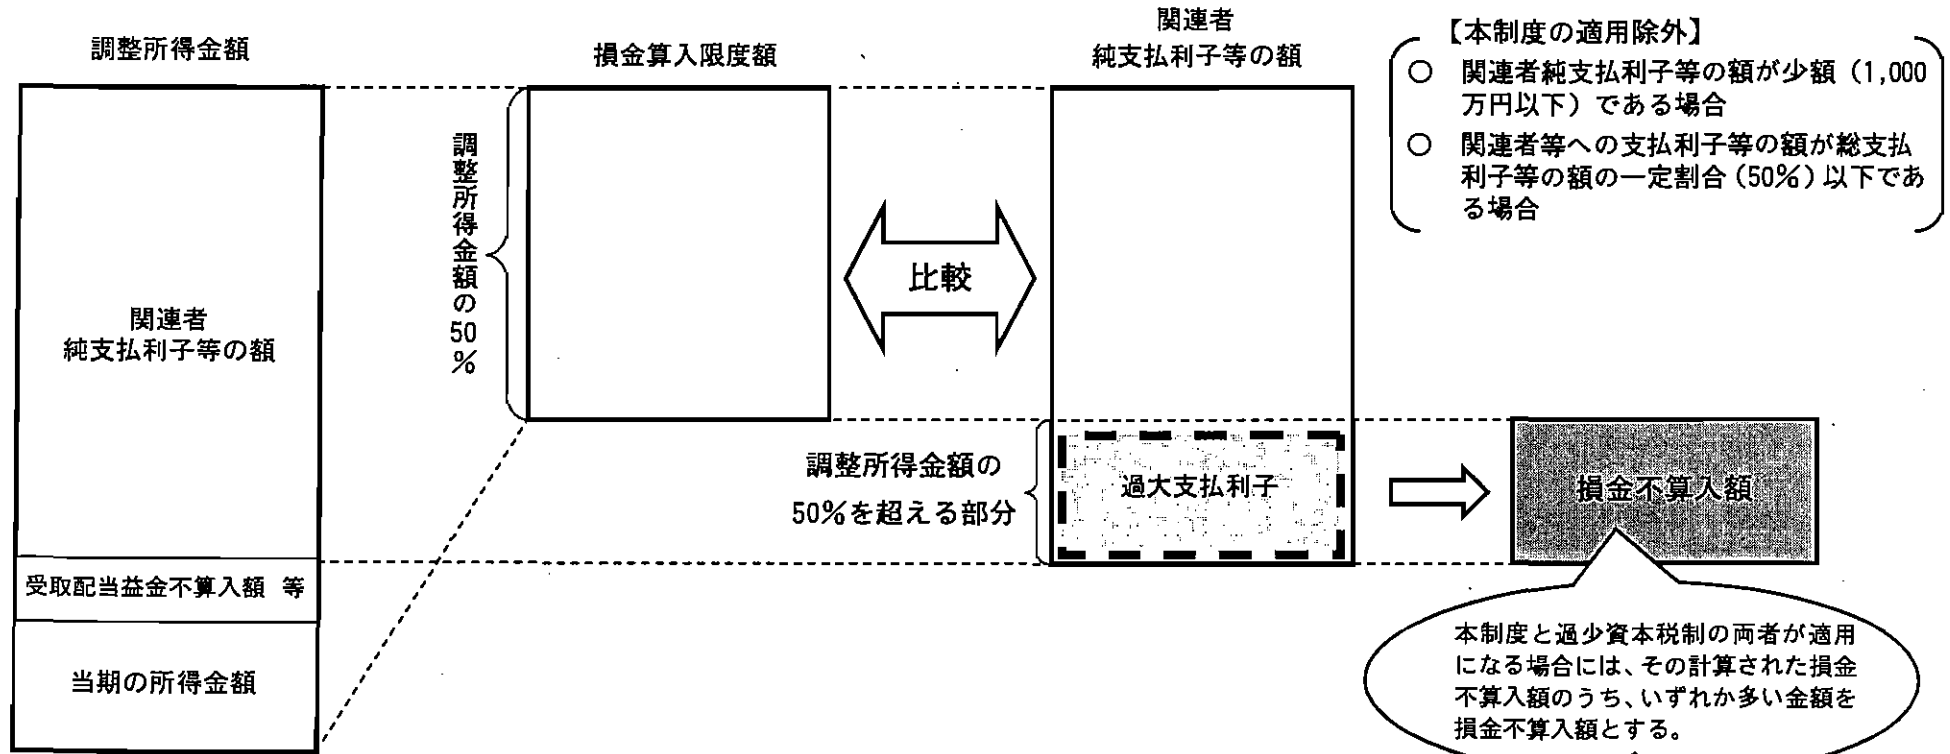 調整所得金額
損金算入限度額
関連者
純支払利子等の額
【本制度の適用除外】
○ 関連者純支払利子等の額が少額（1,000
万円以下）である場合
○ 関連者等への支払利子等の額が総支払
利子等の額の一定割合（50％）以下であ
る場合
関連者
純支払利子等の額
受取配当益金不算入額 等
当期の所得金額
調整所得金額の50％
比較
調整所得金額の
50％を超える部分
過大支払利子
損金不算入額
本制度と過少資本税制の両者が適用
になる場合には、その計算された損金
不算入額のうち、いずれか多い金額を
損金不算入額とする。